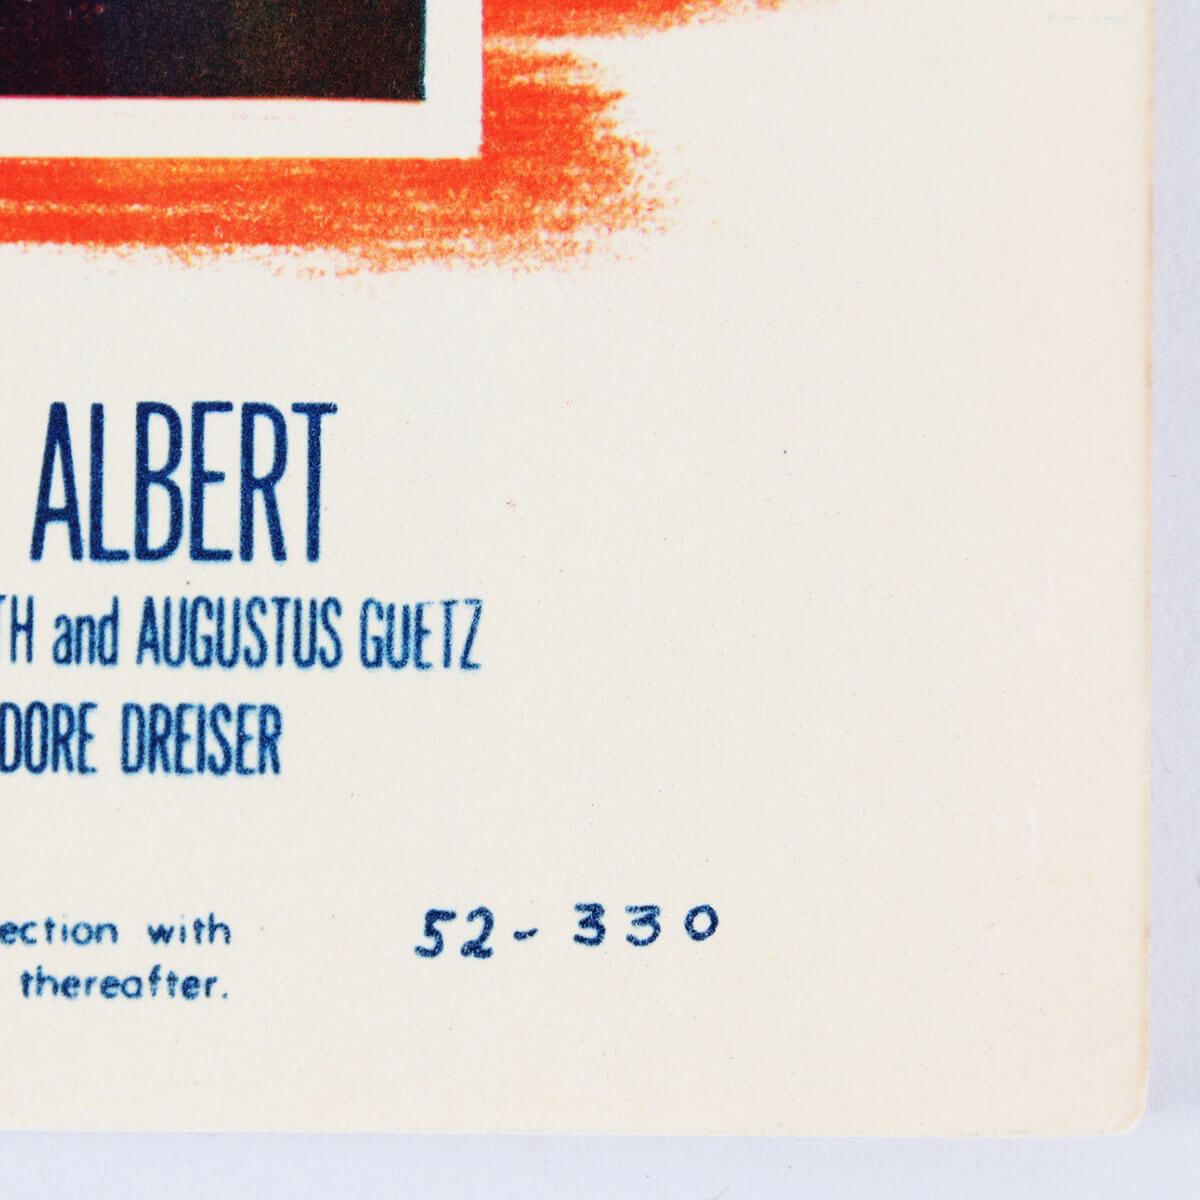 ALBERT
TH and AUGUSTUS GUETZ
DORE DREISER
ection with
thereafter.
52-330